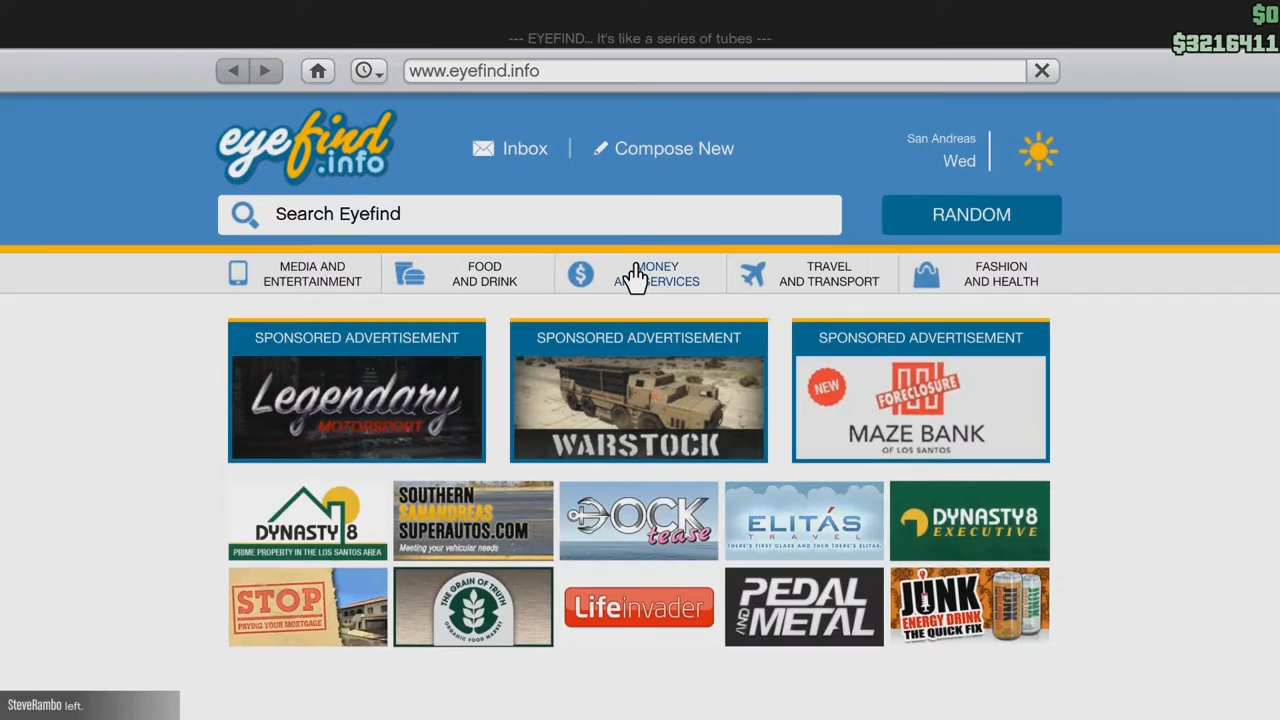 $0
--- EYEFIND... It's like a series of tubes ---
$3216411
www.eyefind.info
eyefind
.info
Inbox
Compose New
San Andreas
Wed
Search Eyefind
RANDOM
MEDIA AND
ENTERTAINMENT
FOOD
AND DRINK
MONEY
AND SERVICES
TRAVEL
AND TRANSPORT
FASHION
AND HEALTH
SPONSORED ADVERTISEMENT
Legendary
MOTORSPORT
SPONSORED ADVERTISEMENT
WARSTOCK
SPONSORED ADVERTISEMENT
NEW
FORECLOSURE
MAZE BANK
OF LOS SANTOS
DYNASTY 8
PRIME PROPERTY IN THE LOS SANTOS AREA
SOUTHERN
SANANDREAS
SUPERAUTOS.COM
Meeting your vehicular needs
DOCK
tease
ELITÁS
TRAVEL
THERE'S FIRST CLASS AND THEN THERE'S ELITAS
DYNASTY8
EXECUTIVE
STOP
PAYING YOUR MORTGAGE
THE GRAIN OF TRUTH
ORGANIC FOOD MARKET
Lifeinvader
PEDAL
AND METAL
JUNK
ENERGY DRINK
THE QUICK FIX
SteveRambo left.